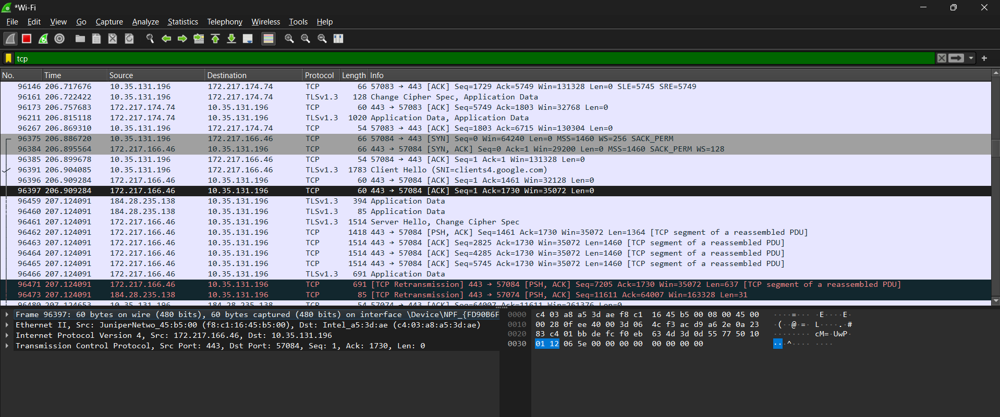 *Wi-Fi
File Edit View Go Capture Analyze Statistics Telephony Wireless Tools Help
tcp
No. Time Source Destination Protocol Length Info
96146 206.717676 10.35.131.196 172.217.174.74 TCP 66 57083 → 443 [ACK] Seq=1729 Ack=5749 Win=131328 Len=0 SLE=5745 SRE=5749
96161 206.722422 10.35.131.196 172.217.174.74 TLSv1.3 128 Change Cipher Spec, Application Data
96173 206.757683 172.217.174.74 10.35.131.196 TCP 60 443 → 57083 [ACK] Seq=5749 Ack=1803 Win=32768 Len=0
96211 206.815118 172.217.174.74 10.35.131.196 TLSv1.3 1020 Application Data, Application Data
96267 206.869310 10.35.131.196 172.217.174.74 TCP 54 57083 → 443 [ACK] Seq=1803 Ack=6715 Win=130304 Len=0
96375 206.886720 10.35.131.196 172.217.166.46 TCP 66 57084 → 443 [SYN] Seq=0 Win=64240 Len=0 MSS=1460 WS=256 SACK_PERM
96384 206.895564 172.217.166.46 10.35.131.196 TCP 66 443 → 57084 [SYN, ACK] Seq=0 Ack=1 Win=29200 Len=0 MSS=1460 SACK_PERM WS=128
96385 206.899678 10.35.131.196 172.217.166.46 TCP 54 57084 → 443 [ACK] Seq=1 Ack=1 Win=131328 Len=0
96391 206.904085 10.35.131.196 172.217.166.46 TLSv1.3 1783 Client Hello (SNI=clients4.google.com)
96396 206.909284 172.217.166.46 10.35.131.196 TCP 60 443 → 57084 [ACK] Seq=1 Ack=1461 Win=32128 Len=0
96397 206.909284 172.217.166.46 10.35.131.196 TCP 60 443 → 57084 [ACK] Seq=1 Ack=1730 Win=35072 Len=0
96459 207.124091 184.28.235.138 10.35.131.196 TLSv1.3 394 Application Data
96460 207.124091 184.28.235.138 10.35.131.196 TLSv1.3 85 Application Data
96461 207.124091 172.217.166.46 10.35.131.196 TLSv1.3 1514 Server Hello, Change Cipher Spec
96462 207.124091 172.217.166.46 10.35.131.196 TCP 1418 443 → 57084 [PSH, ACK] Seq=1461 Ack=1730 Win=35072 Len=1364 [TCP segment of a reassembled PDU]
96463 207.124091 172.217.166.46 10.35.131.196 TCP 1514 443 → 57084 [ACK] Seq=2825 Ack=1730 Win=35072 Len=1460 [TCP segment of a reassembled PDU]
96464 207.124091 172.217.166.46 10.35.131.196 TCP 1514 443 → 57084 [ACK] Seq=4285 Ack=1730 Win=35072 Len=1460 [TCP segment of a reassembled PDU]
96465 207.124091 172.217.166.46 10.35.131.196 TCP 1514 443 → 57084 [ACK] Seq=5745 Ack=1730 Win=35072 Len=1460 [TCP segment of a reassembled PDU]
96466 207.124091 172.217.166.46 10.35.131.196 TLSv1.3 691 Application Data
96471 207.124091 172.217.166.46 10.35.131.196 TCP 691 [TCP Retransmission] 443 → 57084 [PSH, ACK] Seq=7205 Ack=1730 Win=35072 Len=637 [TCP segment of a reassembled PDU]
96473 207.124091 184.28.235.138 10.35.131.196 TCP 85 [TCP Retransmission] 443 → 57074 [PSH, ACK] Seq=11611 Ack=64007 Win=163328 Len=31
96480 207.124653 10.35.131.196 184.28.235.138 TCP 54 57074 → 443 [ACK] Seq=64007 Ack=11611 Win=261376 Len=0
Frame 96397: 60 bytes on wire (480 bits), 60 bytes captured (480 bits) on interface \Device\NPF_{FD90B6F
Ethernet II, Src: JuniperNetwo_45:b5:00 (f8:c1:16:45:b5:00), Dst: Intel_a5:3d:ae (c4:03:a8:a5:3d:ae)
Internet Protocol Version 4, Src: 172.217.166.46, Dst: 10.35.131.196
Transmission Control Protocol, Src Port: 443, Dst Port: 57084, Seq: 1, Ack: 1730, Len: 0
0000 c4 03 a8 a5 3d ae f8 c1 16 45 b5 00 08 00 45 00 ····=··· ·E····E·
0010 00 28 0f ee 40 00 3d 06 4c f3 ac d9 a6 2e 0a 23 ·(··@·=· L····.·#
0020 83 c4 01 bb de fc f0 eb 63 4d 3d 0d 55 77 50 10 ········ cM=·UwP·
0030 01 12 06 5e 00 00 00 00 00 00 00 00 ···^···· ····